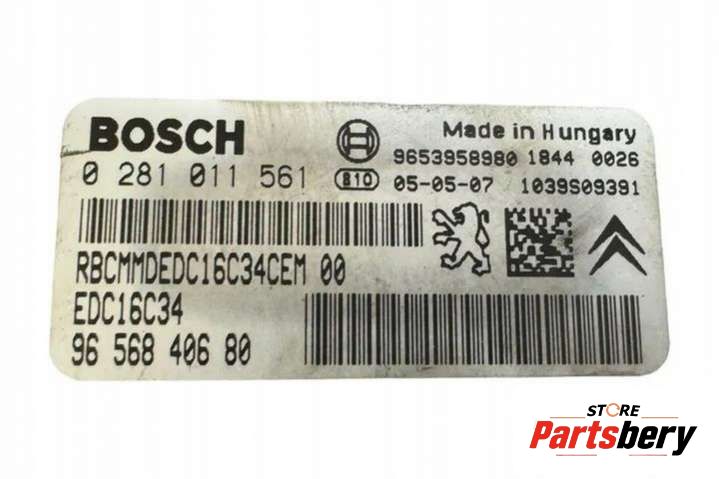 BOSCH
Made in Hungary
9653958980 1844 0026
0 281 011 561 810 05-05-07 1039S09391
RBCMMDEDC16C34CEM 00
EDC16C34
96 568 406 80
STORE
Partsbery